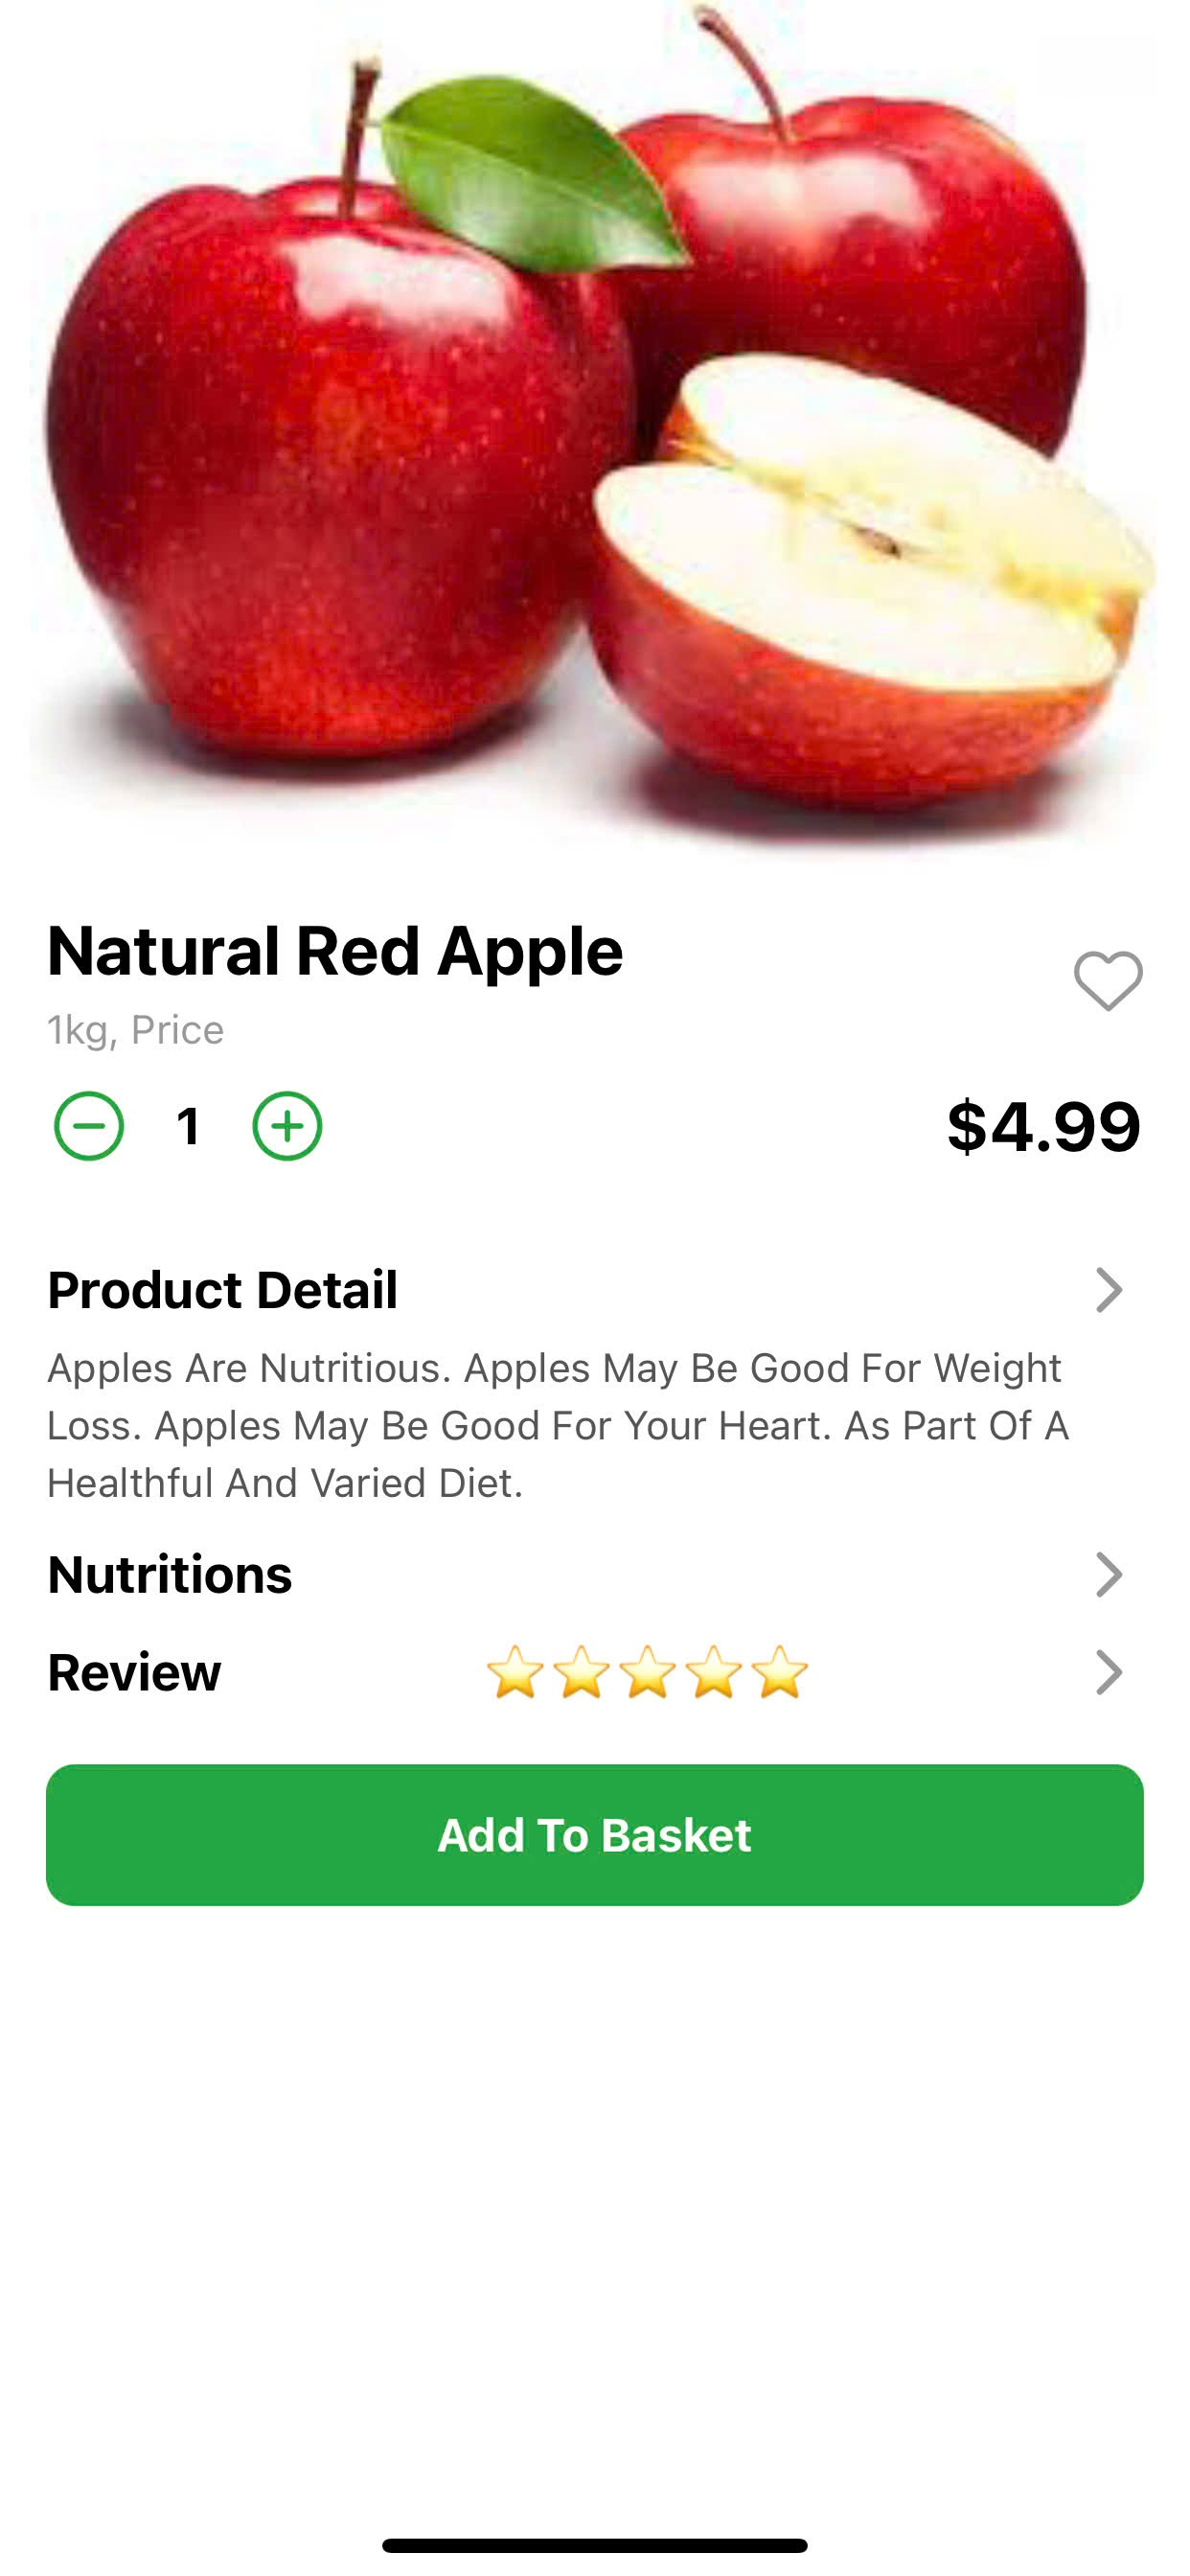 Natural Red Apple
1kg, Price
1
$4.99
Product Detail
Apples Are Nutritious. Apples May Be Good For Weight
Loss. Apples May Be Good For Your Heart. As Part Of A
Healthful And Varied Diet.
Nutritions
Review
Add To Basket